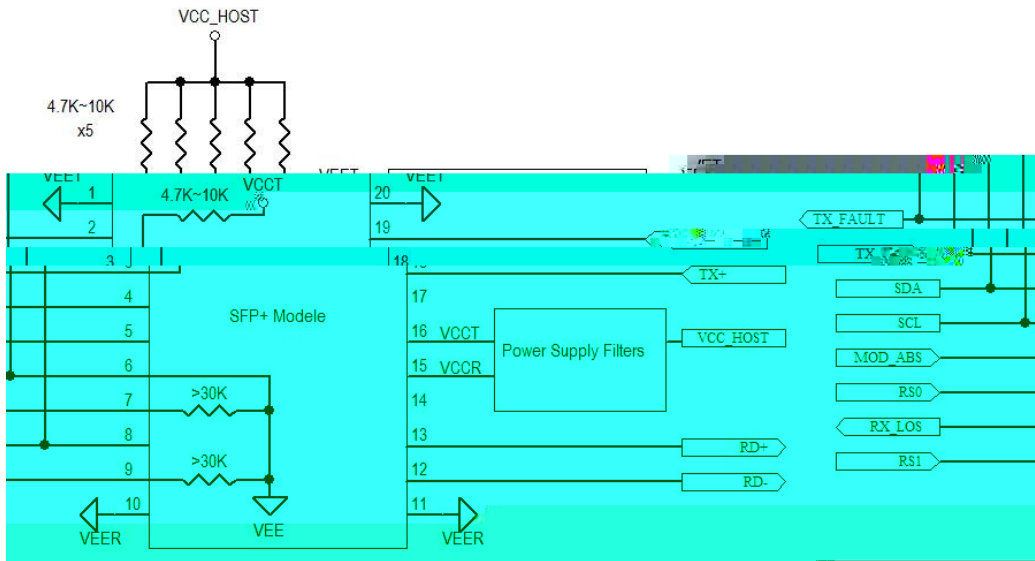 VCC_HOST
4.7K~10K
x5
VEET
1
4.7K~10K
VCCT
20
VEET
2
19
TX_FAULT
3
18
TX+
SDA
4
SFP+ Modele
17
SCL
5
16
VCCT
Power Supply Filters
VCC_HOST
MOD_ABS
6
15
VCCR
7
>30K
14
RS0
8
13
RD+
RX_LOS
9
>30K
12
RD-
RS1
10
VEER
VEE
11
VEER